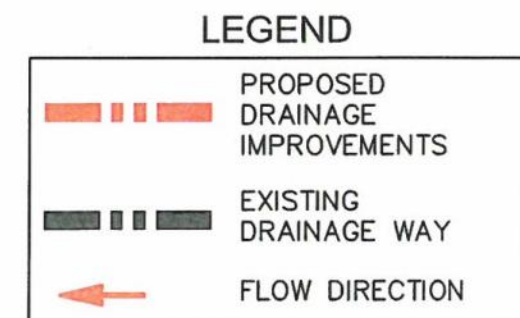 LEGEND
PROPOSED
DRAINAGE
IMPROVEMENTS
EXISTING
DRAINAGE WAY
FLOW DIRECTION